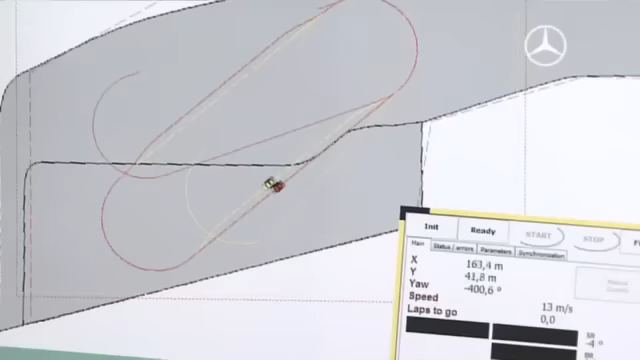 Init Ready START STOP
Main Status / errors Parameters Synchronization
X 163,4 m
Y 41,8 m
Yaw -400,6 °
Speed 13 m/s
Laps to go 0,0
-4 °